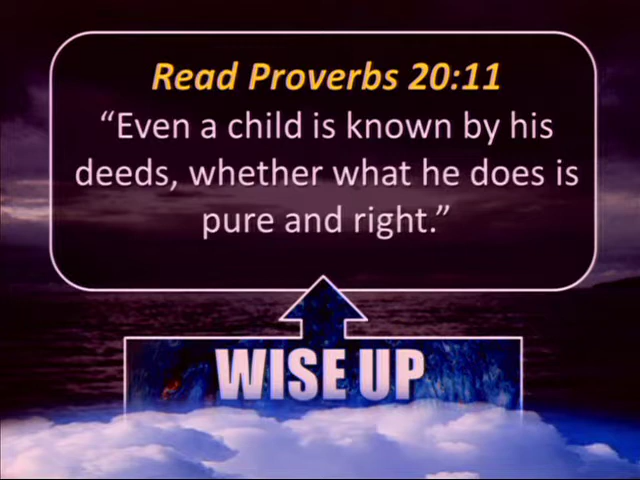 Read Proverbs 20:11
“Even a child is known by his
deeds, whether what he does is
pure and right.”
WISE UP